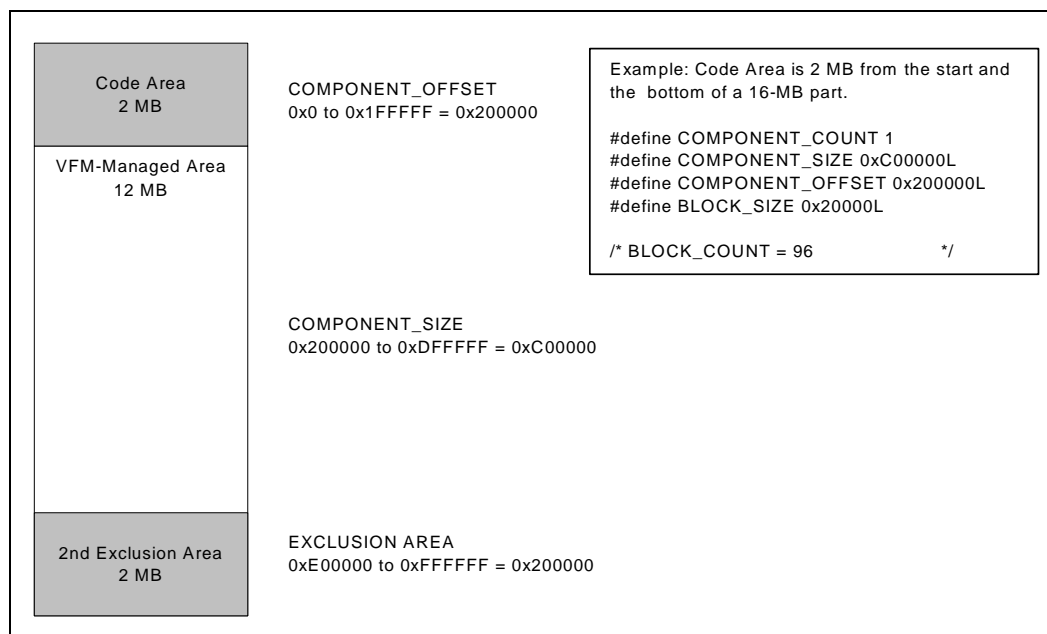 Code Area
2 MB
COMPONENT_OFFSET
0x0 to 0x1FFFFF = 0x200000
Example: Code Area is 2 MB from the start and
the bottom of a 16-MB part.
#define COMPONENT_COUNT 1
#define COMPONENT_SIZE 0xC00000L
#define COMPONENT_OFFSET 0x200000L
#define BLOCK_SIZE 0x20000L
/* BLOCK_COUNT = 96 */
VFM-Managed Area
12 MB
COMPONENT_SIZE
0x200000 to 0xDFFFFF = 0xC00000
2nd Exclusion Area
2 MB
EXCLUSION AREA
0xE00000 to 0xFFFFFF = 0x200000